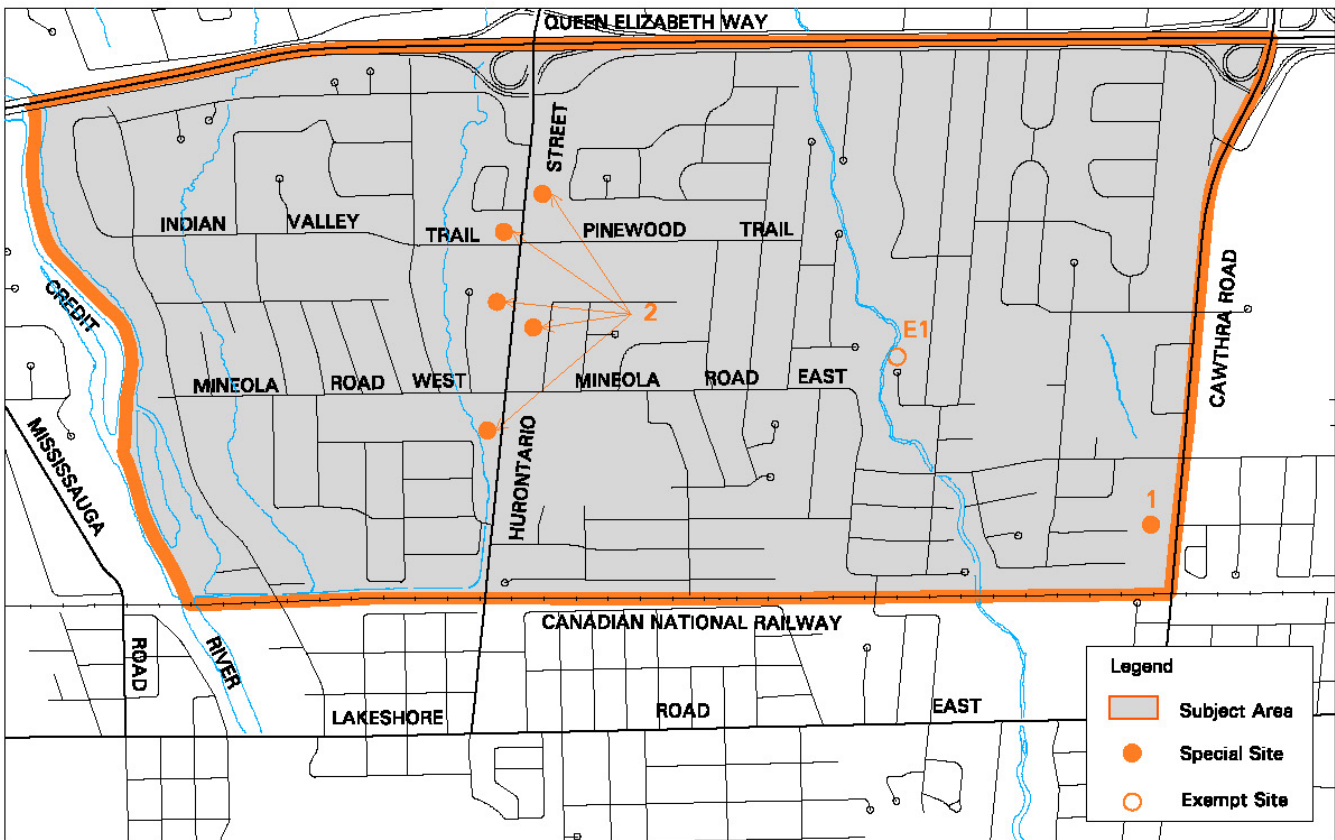 QUEEN ELIZABETH WAY
STREET
INDIAN VALLEY TRAIL PINEWOOD TRAIL
CREDIT
CAWTHRA ROAD
2
E1
MINEOLA ROAD WEST MINEOLA ROAD EAST
MISSISSAUGA
HURONTARIO
1
CANADIAN NATIONAL RAILWAY
ROAD
RIVER
LAKESHORE ROAD EAST
Legend
Subject Area
Special Site
Exempt Site